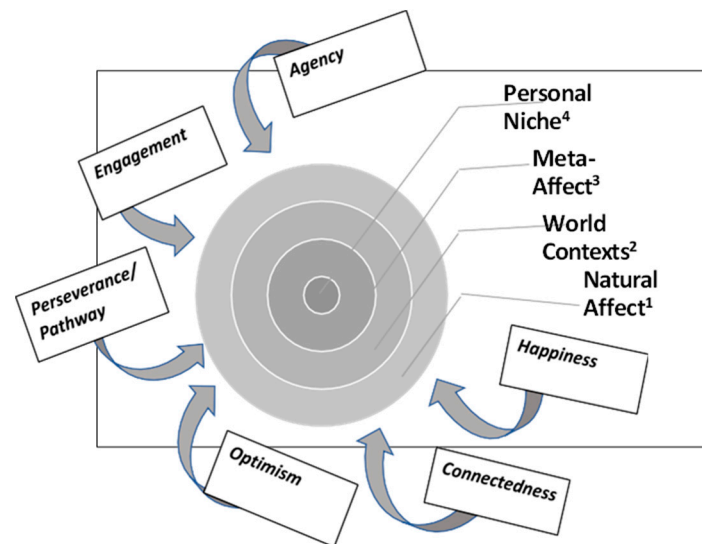 Agency
Engagement
Perseverance/
Pathway
Optimism
Connectedness
Happiness
Personal
Niche⁴
Meta-
Affect³
World
Contexts²
Natural
Affect¹